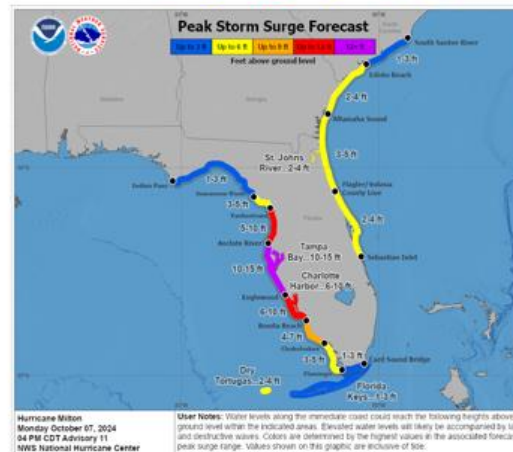 Peak Storm Surge Forecast
Up to 3 ft Up to 6 ft Up to 9 ft
Feet above ground level
South Santee River
1-3 ft
Edisto Beach
2-4 ft
Altamaha Sound
St. Johns
River...2-4 ft
3-5 ft
Flagler/Volusia
County Line
Indian Pass
1-3 ft
Suwannee River
3-5 ft
Yankeetown
5-10 ft
2-4 ft
Anclote River
Tampa
Bay...10-15 ft
Sebastian Inlet
10-15 ft
Charlotte
Harbor...6-10 ft
Englewood
6-10 ft
Bonita Beach
4-7 ft
Chokoloskee
3-5 ft
1-3 ft
Card Sound Bridge
Flamingo
Dry
Tortugas...2-4 ft
Florida
Keys...1-3 ft
Hurricane Milton
Monday October 07, 2024
04 PM CDT Advisory 11
NWS National Hurricane Center
User Notes: Water levels along the immediate coast could reach the following heights above
ground level within the indicated areas. Elevated water levels will likely be accompanied by
and destructive waves. Colors are determined by the highest values in the associated
peak surge range. Values shown on this graphic are inclusive of tide.